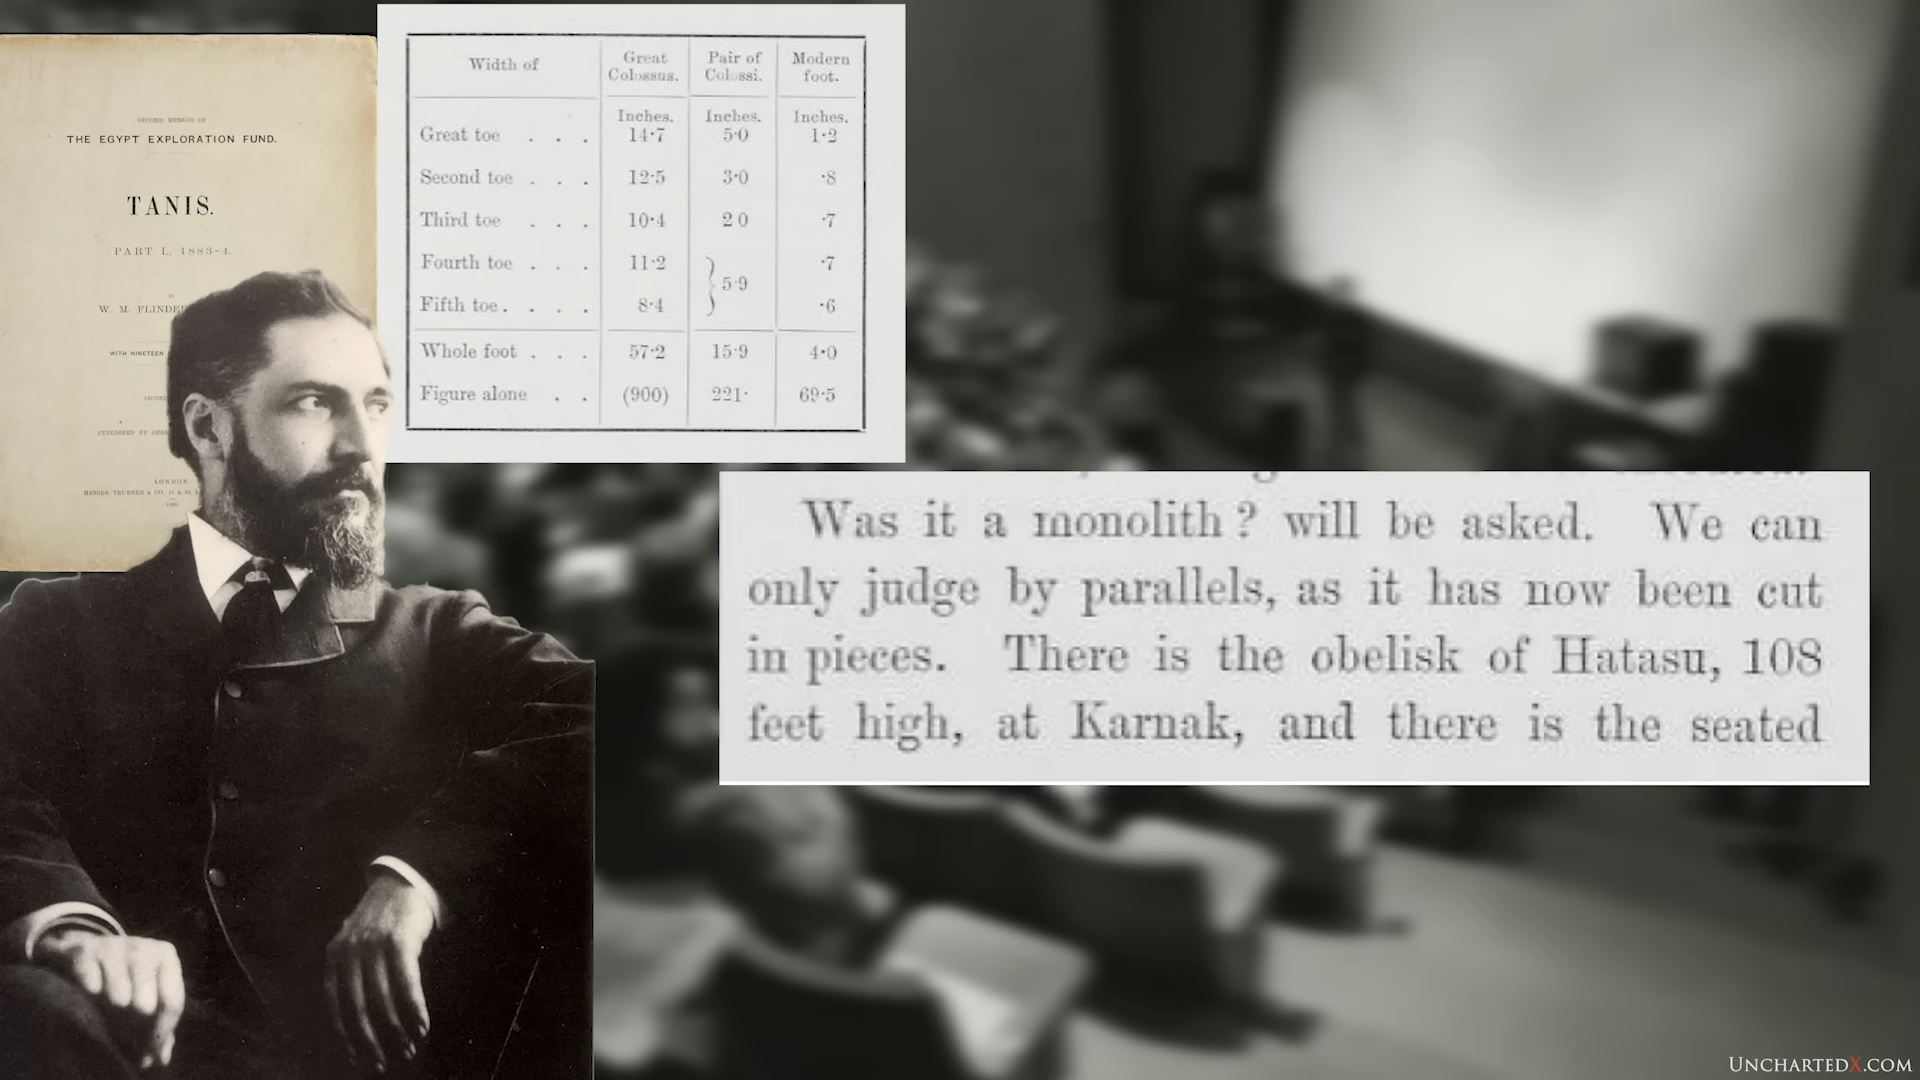 SECOND MEMOIR OF
THE EGYPT EXPLORATION FUND.
TANIS.
PART I., 1883-4.
BY
W. M. FLINDE
WITH NINETEEN
SECOND
LONDON
Width of Great Colossus. Pair of Colossi. Modern foot.
Inches. Inches. Inches.
Great toe . . . 14·7 5·0 1·2
Second toe . . . 12·5 3·0 ·8
Third toe . . . 10·4 2 0 ·7
Fourth toe . . . 11·2 ·7
} 5·9
Fifth toe . . . . 8·4 ·6
Whole foot . . . 57·2 15·9 4·0
Figure alone . . (900) 221· 69·5
Was it a monolith ? will be asked. We can
only judge by parallels, as it has now been cut
in pieces. There is the obelisk of Hatasu, 108
feet high, at Karnak, and there is the seated
UNCHARTEDX.COM